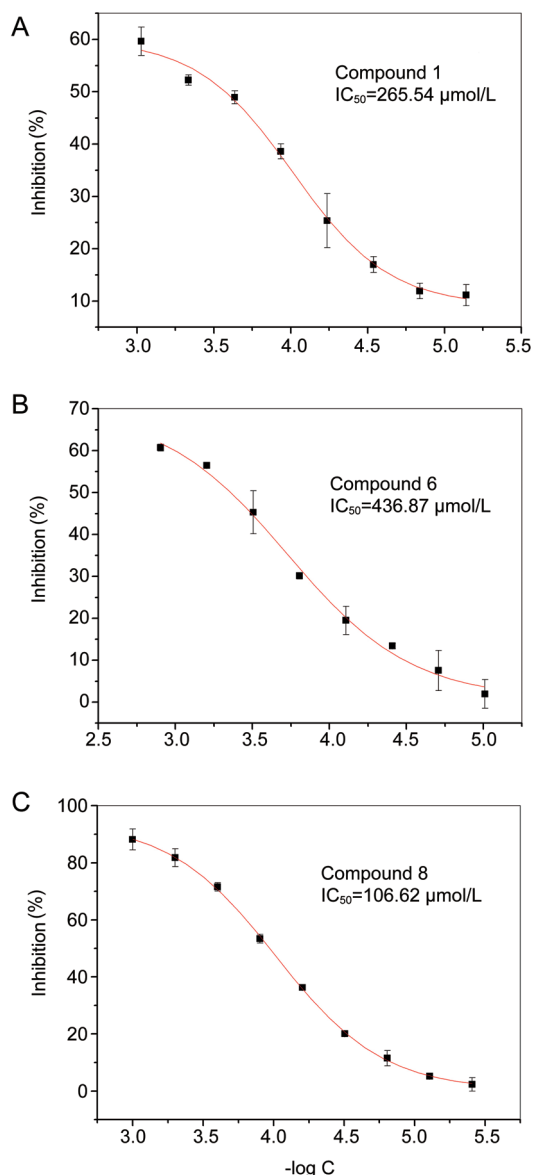 A
Inhibition (%)
60
50
40
30
20
10
Compound 1
IC₅₀=265.54 µmol/L
3.0 3.5 4.0 4.5 5.0 5.5
B
Inhibition (%)
70
60
50
40
30
20
10
0
Compound 6
IC₅₀=436.87 µmol/L
2.5 3.0 3.5 4.0 4.5 5.0
C
Inhibition (%)
100
80
60
40
20
0
Compound 8
IC₅₀=106.62 µmol/L
3.0 3.5 4.0 4.5 5.0 5.5
-log C